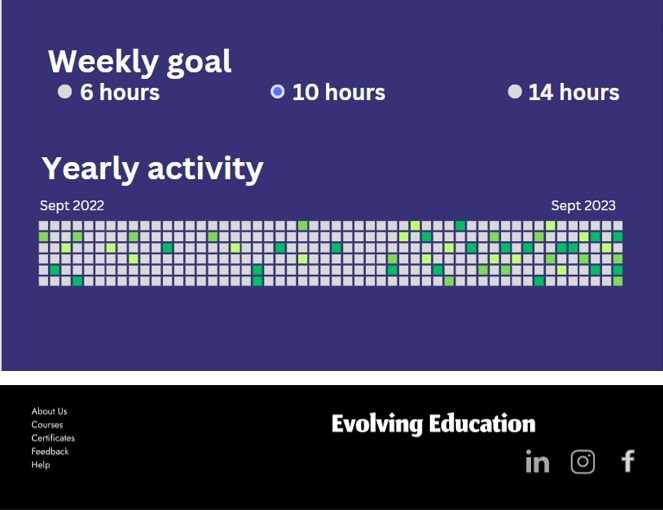 Weekly goal
6 hours 10 hours 14 hours
Yearly activity
Sept 2022 Sept 2023
About Us
Courses
Certificates
Feedback
Help
Evolving Education
in f